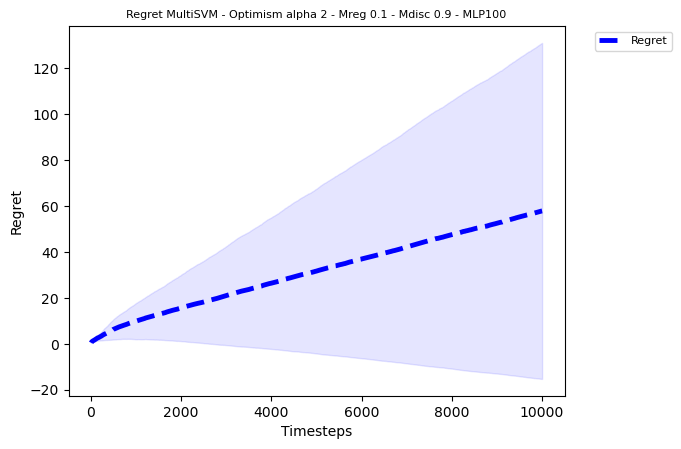 Regret MultiSVM - Optimism alpha 2 - Mreg 0.1 - Mdisc 0.9 - MLP100
Regret
120
100
80
60
40
20
0
−20
Regret
0 2000 4000 6000 8000 10000
Timesteps